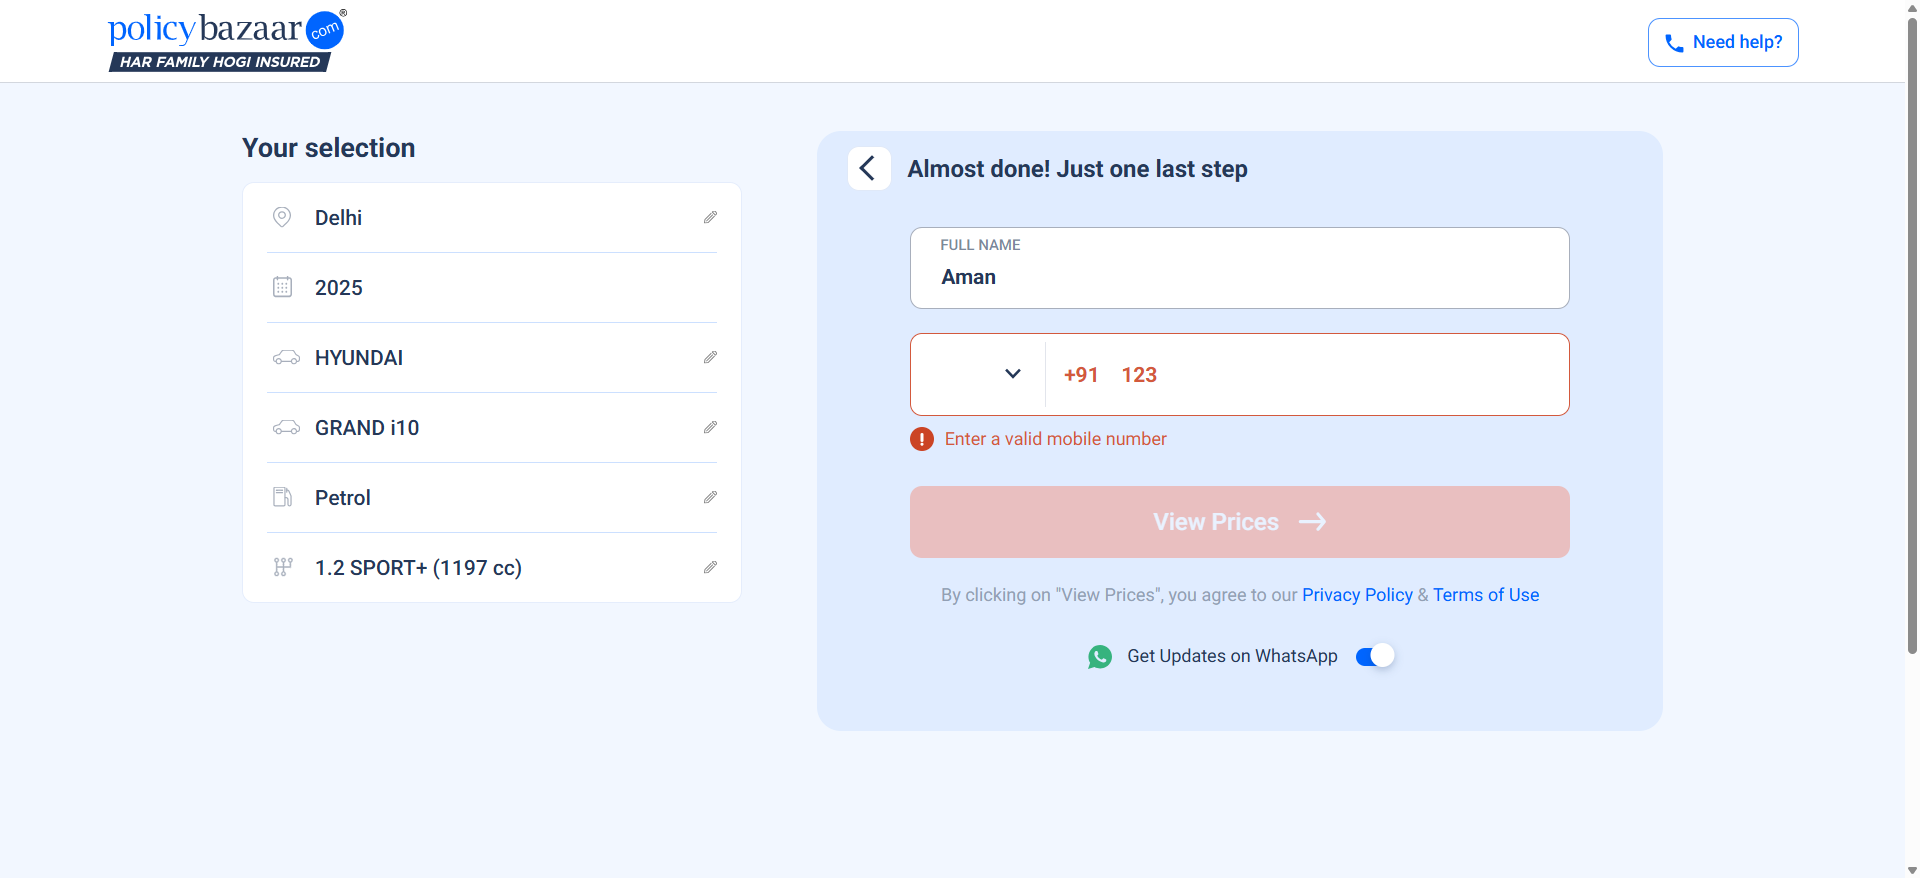 policybazaar com ®
HAR FAMILY HOGI INSURED
Need help?
Your selection
Delhi
2025
HYUNDAI
GRAND i10
Petrol
1.2 SPORT+ (1197 cc)
Almost done! Just one last step
FULL NAME
Aman
+91 123
Enter a valid mobile number
View Prices
By clicking on "View Prices", you agree to our Privacy Policy & Terms of Use
Get Updates on WhatsApp